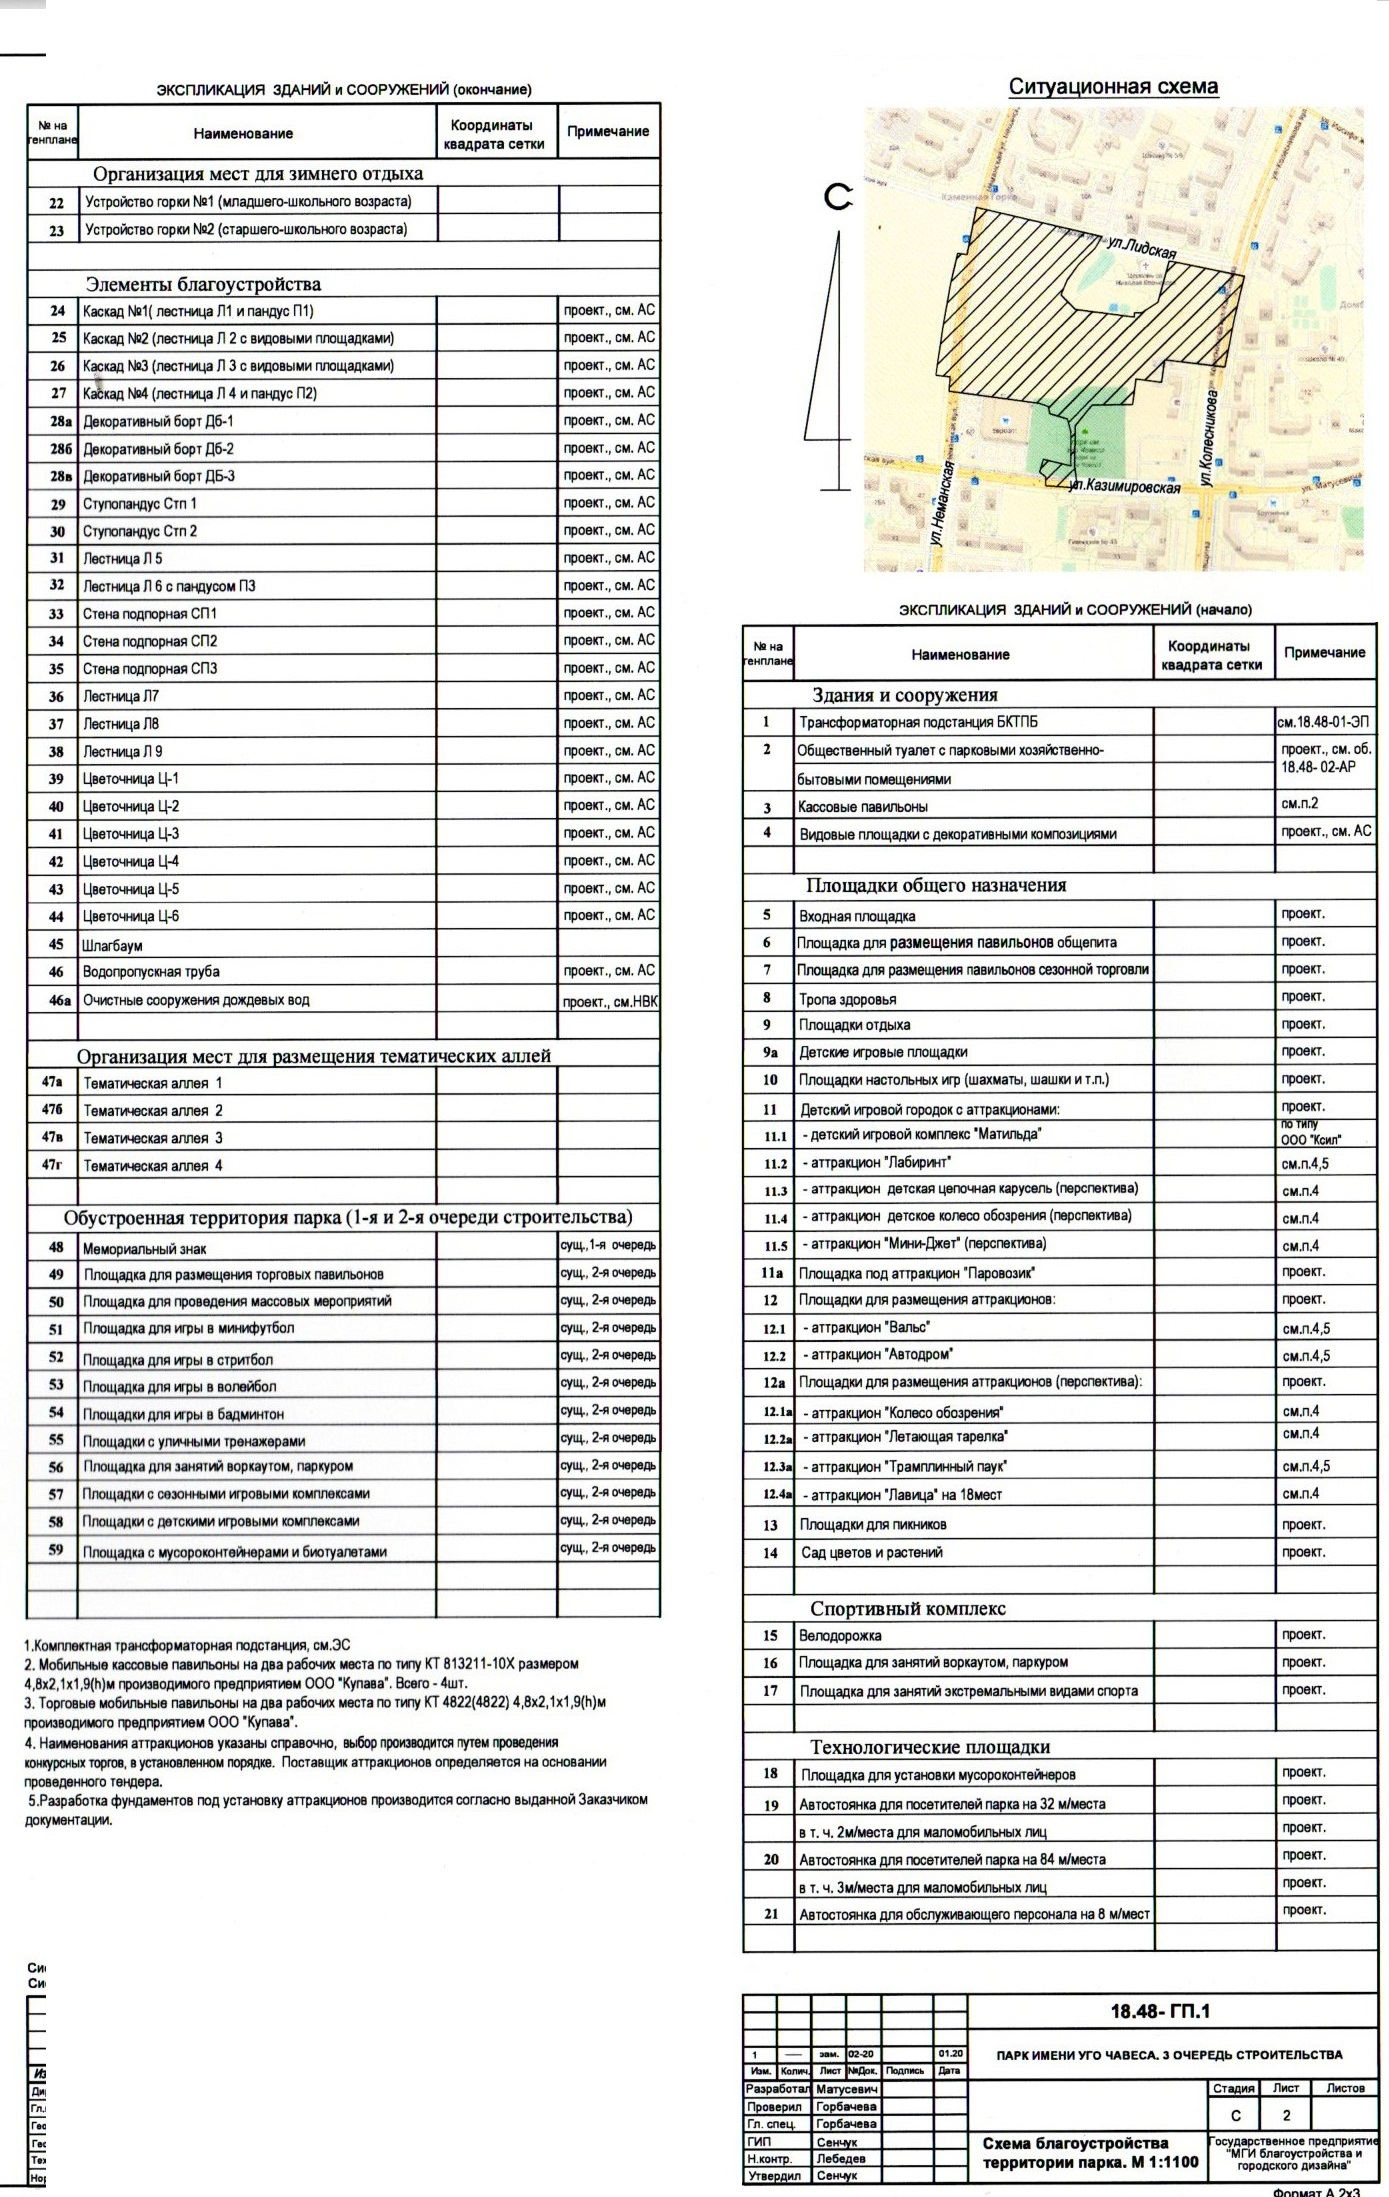 ЭКСПЛИКАЦИЯ ЗДАНИЙ и СООРУЖЕНИЙ (окончание)
№ на генплане Наименование Координаты квадрата сетки Примечание
Организация мест для зимнего отдыха
22 Устройство горки №1 (младшего-школьного возраста)
23 Устройство горки №2 (старшего-школьного возраста)
Элементы благоустройства
24 Каскад №1( лестница Л1 и пандус П1) проект., см. АС
25 Каскад №2 (лестница Л 2 с видовыми площадками) проект., см. АС
26 Каскад №3 (лестница Л 3 с видовыми площадками) проект., см. АС
27 Каскад №4 (лестница Л 4 и пандус П2) проект., см. АС
28а Декоративный борт Дб-1 проект., см. АС
28б Декоративный борт Дб-2 проект., см. АС
28в Декоративный борт ДБ-3 проект., см. АС
29 Ступопандус Стп 1 проект., см. АС
30 Ступопандус Стп 2 проект., см. АС
31 Лестница Л 5 проект., см. АС
32 Лестница Л 6 с пандусом П3 проект., см. АС
33 Стена подпорная СП1 проект., см. АС
34 Стена подпорная СП2 проект., см. АС
35 Стена подпорная СП3 проект., см. АС
36 Лестница Л7 проект., см. АС
37 Лестница Л8 проект., см. АС
38 Лестница Л 9 проект., см. АС
39 Цветочница Ц-1 проект., см. АС
40 Цветочница Ц-2 проект., см. АС
41 Цветочница Ц-3 проект., см. АС
42 Цветочница Ц-4 проект., см. АС
43 Цветочница Ц-5 проект., см. АС
44 Цветочница Ц-6 проект., см. АС
45 Шлагбаум
46 Водопропускная труба проект., см. АС
46а Очистные сооружения дождевых вод проект., см.НВК
Организация мест для размещения тематических аллей
47а Тематическая аллея 1
47б Тематическая аллея 2
47в Тематическая аллея 3
47г Тематическая аллея 4
Обустроенная территория парка (1-я и 2-я очереди строительства)
48 Мемориальный знак сущ.,1-я очередь
49 Площадка для размещения торговых павильонов сущ., 2-я очередь
50 Площадка для проведения массовых мероприятий сущ., 2-я очередь
51 Площадка для игры в минифутбол сущ., 2-я очередь
52 Площадка для игры в стритбол сущ., 2-я очередь
53 Площадка для игры в волейбол сущ., 2-я очередь
54 Площадки для игры в бадминтон сущ., 2-я очередь
55 Площадки с уличными тренажерами сущ., 2-я очередь
56 Площадка для занятий воркаутом, паркуром сущ., 2-я очередь
57 Площадки с сезонными игровыми комплексами сущ., 2-я очередь
58 Площадки с детскими игровыми комплексами сущ., 2-я очередь
59 Площадка с мусороконтейнерами и биотуалетами сущ., 2-я очередь
1.Комплектная трансформаторная подстанция, см.ЭС
2. Мобильные кассовые павильоны на два рабочих места по типу КТ 813211-10Х размером
4,8х2,1х1,9(h)м производимого предприятием ООО "Купава". Всего - 4шт.
3. Торговые мобильные павильоны на два рабочих места по типу КТ 4822(4822) 4,8х2,1х1,9(h)м
производимого предприятием ООО "Купава".
4. Наименования аттракционов указаны справочно, выбор производится путем проведения
конкурсных торгов, в установленном порядке. Поставщик аттракционов определяется на основании
проведенного тендера.
5.Разработка фундаментов под установку аттракционов производится согласно выданной Заказчиком
документации.
Ситуационная схема
С
Каменная Горка
ул.Лидская
ул.Колесникова
ул.Неманская
ул.Казимировская
ул. Матусевича
ЭКСПЛИКАЦИЯ ЗДАНИЙ и СООРУЖЕНИЙ (начало)
№ на генплане Наименование Координаты квадрата сетки Примечание
Здания и сооружения
1 Трансформаторная подстанция БКТПБ см.18.48-01-ЭП
2 Общественный туалет с парковыми хозяйственно- проект., см. об.
бытовыми помещениями 18.48- 02-АР
3 Кассовые павильоны см.п.2
4 Видовые площадки с декоративными композициями проект., см. АС
Площадки общего назначения
5 Входная площадка проект.
6 Площадка для размещения павильонов общепита проект.
7 Площадка для размещения павильонов сезонной торговли проект.
8 Тропа здоровья проект.
9 Площадки отдыха проект.
9а Детские игровые площадки проект.
10 Площадки настольных игр (шахматы, шашки и т.п.) проект.
11 Детский игровой городок с аттракционами: проект.
11.1 - детский игровой комплекс "Матильда" по типу ООО "Ксил"
11.2 - аттракцион "Лабиринт" см.п.4,5
11.3 - аттракцион детская цепочная карусель (перспектива) см.п.4
11.4 - аттракцион детское колесо обозрения (перспектива) см.п.4
11.5 - аттракцион "Мини-Джет" (перспектива) см.п.4
11а Площадка под аттракцион "Паровозик" проект.
12 Площадки для размещения аттракционов: проект.
12.1 - аттракцион "Вальс" см.п.4,5
12.2 - аттракцион "Автодром" см.п.4,5
12а Площадки для размещения аттракционов (перспектива): проект.
12.1а - аттракцион "Колесо обозрения" см.п.4
12.2а - аттракцион "Летающая тарелка" см.п.4
12.3а - аттракцион "Трамплинный паук" см.п.4,5
12.4а - аттракцион "Лавица" на 18мест см.п.4
13 Площадки для пикников проект.
14 Сад цветов и растений проект.
Спортивный комплекс
15 Велодорожка проект.
16 Площадка для занятий воркаутом, паркуром проект.
17 Площадка для занятий экстремальными видами спорта проект.
Технологические площадки
18 Площадка для установки мусороконтейнеров проект.
19 Автостоянка для посетителей парка на 32 м/места проект.
в т. ч. 2м/места для маломобильных лиц проект.
20 Автостоянка для посетителей парка на 84 м/места проект.
в т. ч. 3м/места для маломобильных лиц проект.
21 Автостоянка для обслуживающего персонала на 8 м/мест проект.
18.48- ГП.1
1 — зам. 02-20 01.20
ПАРК ИМЕНИ УГО ЧАВЕСА. 3 ОЧЕРЕДЬ СТРОИТЕЛЬСТВА
Изм. Колич. Лист №Док. Подпись Дата
Разработал Матусевич
Проверил Горбачева
Гл. спец. Горбачева
ГИП Сенчук
Н.контр. Лебедев
Утвердил Сенчук
Стадия Лист Листов
С 2
Схема благоустройства
территории парка. М 1:1100
Государственное предприятие
"МГИ благоустройства и
городского дизайна"
Формат А 2х3